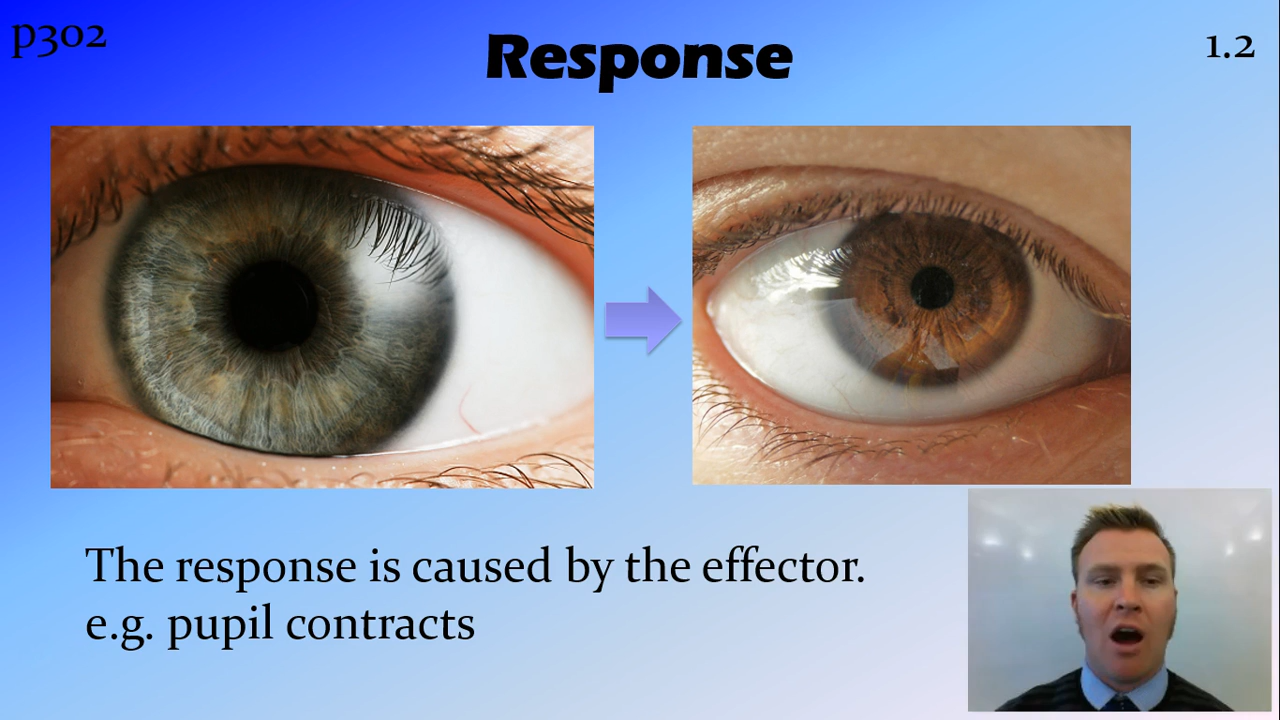 p302
Response
1.2
The response is caused by the effector.
e.g. pupil contracts